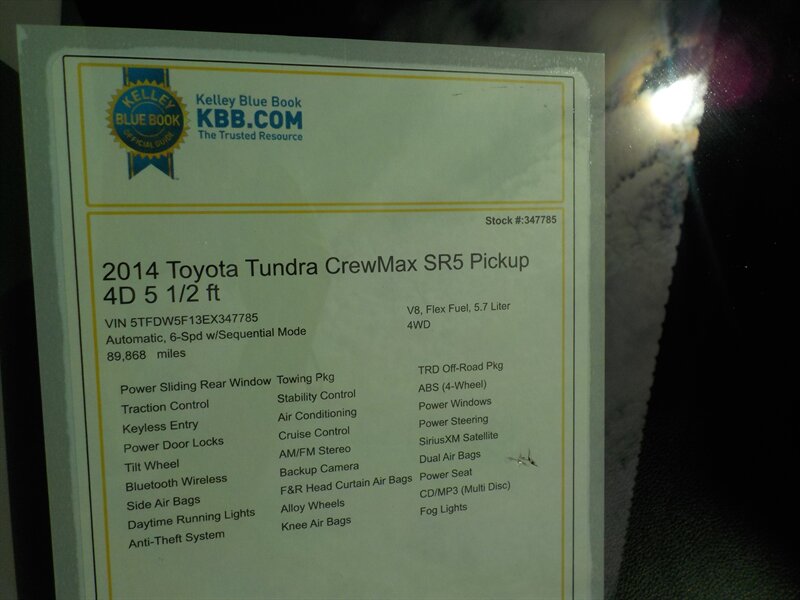 KELLEY
BLUE BOOK
OFFICIAL GUIDE
Kelley Blue Book
KBB.COM
The Trusted Resource
Stock #:347785
2014 Toyota Tundra CrewMax SR5 Pickup
4D 5 1/2 ft
VIN 5TFDW5F13EX347785
Automatic, 6-Spd w/Sequential Mode
89,868 miles
V8, Flex Fuel, 5.7 Liter
4WD
Power Sliding Rear Window
Traction Control
Keyless Entry
Power Door Locks
Tilt Wheel
Bluetooth Wireless
Side Air Bags
Daytime Running Lights
Anti-Theft System
Towing Pkg
Stability Control
Air Conditioning
Cruise Control
AM/FM Stereo
Backup Camera
F&R Head Curtain Air Bags
Alloy Wheels
Knee Air Bags
TRD Off-Road Pkg
ABS (4-Wheel)
Power Windows
Power Steering
SiriusXM Satellite
Dual Air Bags
Power Seat
CD/MP3 (Multi Disc)
Fog Lights